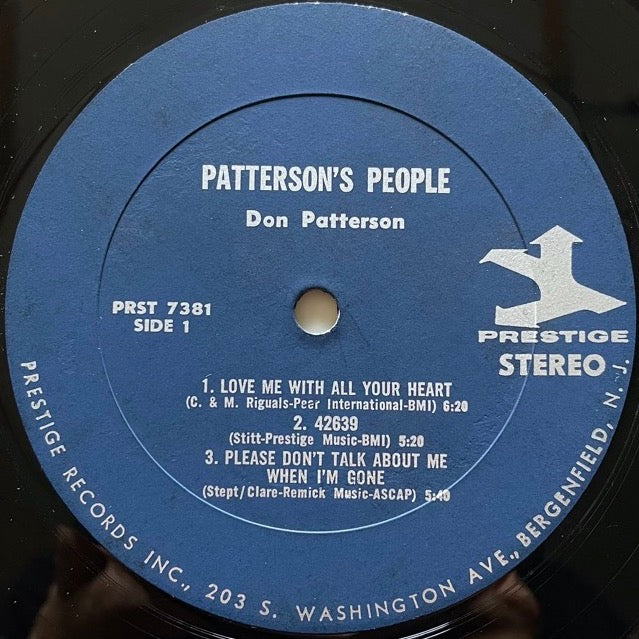 PATTERSON'S PEOPLE
Don Patterson
PRST 7381
SIDE 1
PRESTIGE
STEREO
1. LOVE ME WITH ALL YOUR HEART
(C. & M. Riguals-Peer International-BMI) 6:20
2. 42639
(Stitt-Prestige Music-BMI) 5:20
3. PLEASE DON'T TALK ABOUT ME
WHEN I'M GONE
(Stept/Clare-Remick Music-ASCAP) 5:40
PRESTIGE RECORDS INC., 203 S. WASHINGTON AVE., BERGENFIELD, N. J.